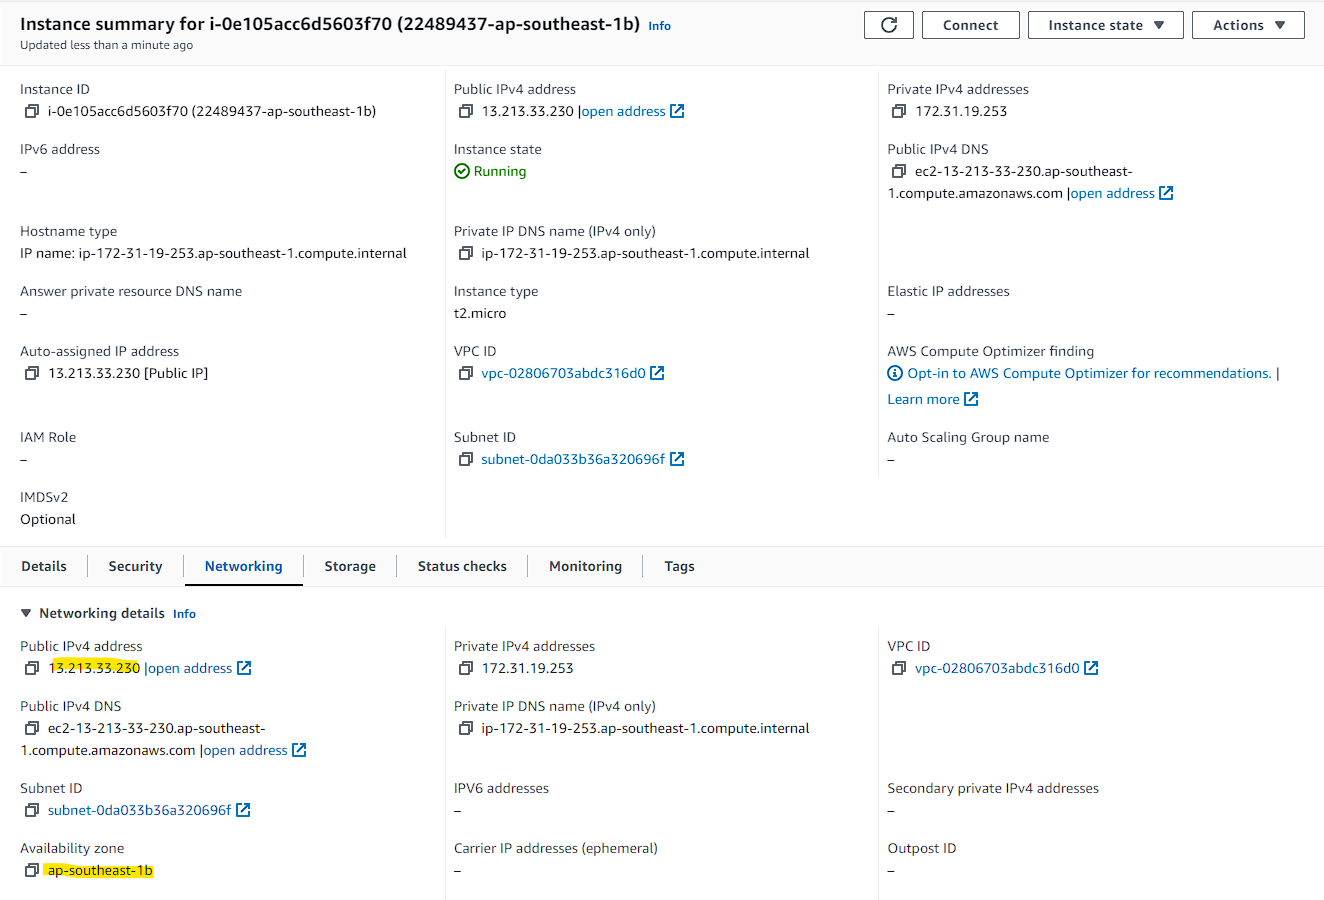 Instance summary for i-0e105acc6d5603f70 (22489437-ap-southeast-1b) Info
Updated less than a minute ago
Connect
Instance state
Actions
Instance ID
i-0e105acc6d5603f70 (22489437-ap-southeast-1b)
Public IPv4 address
13.213.33.230 |open address
Private IPv4 addresses
172.31.19.253
IPv6 address
–
Instance state
Running
Public IPv4 DNS
ec2-13-213-33-230.ap-southeast-
1.compute.amazonaws.com |open address
Hostname type
IP name: ip-172-31-19-253.ap-southeast-1.compute.internal
Private IP DNS name (IPv4 only)
ip-172-31-19-253.ap-southeast-1.compute.internal
Answer private resource DNS name
–
Instance type
t2.micro
Elastic IP addresses
–
Auto-assigned IP address
13.213.33.230 [Public IP]
VPC ID
vpc-02806703abdc316d0
AWS Compute Optimizer finding
Opt-in to AWS Compute Optimizer for recommendations. |
Learn more
IAM Role
–
Subnet ID
subnet-0da033b36a320696f
Auto Scaling Group name
–
IMDSv2
Optional
Details
Security
Networking
Storage
Status checks
Monitoring
Tags
Networking details Info
Public IPv4 address
13.213.33.230 |open address
Private IPv4 addresses
172.31.19.253
VPC ID
vpc-02806703abdc316d0
Public IPv4 DNS
ec2-13-213-33-230.ap-southeast-
1.compute.amazonaws.com |open address
Private IP DNS name (IPv4 only)
ip-172-31-19-253.ap-southeast-1.compute.internal
Subnet ID
subnet-0da033b36a320696f
IPV6 addresses
–
Secondary private IPv4 addresses
–
Availability zone
ap-southeast-1b
Carrier IP addresses (ephemeral)
–
Outpost ID
–